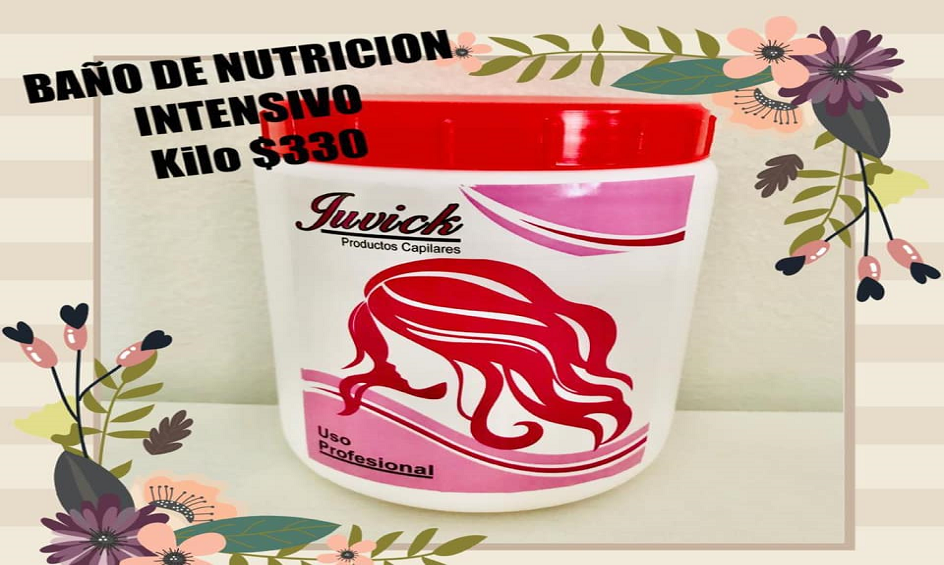 BAÑO DE NUTRICION
INTENSIVO
Kilo $330
Juvick
Productos Capilares
Uso
Profesional